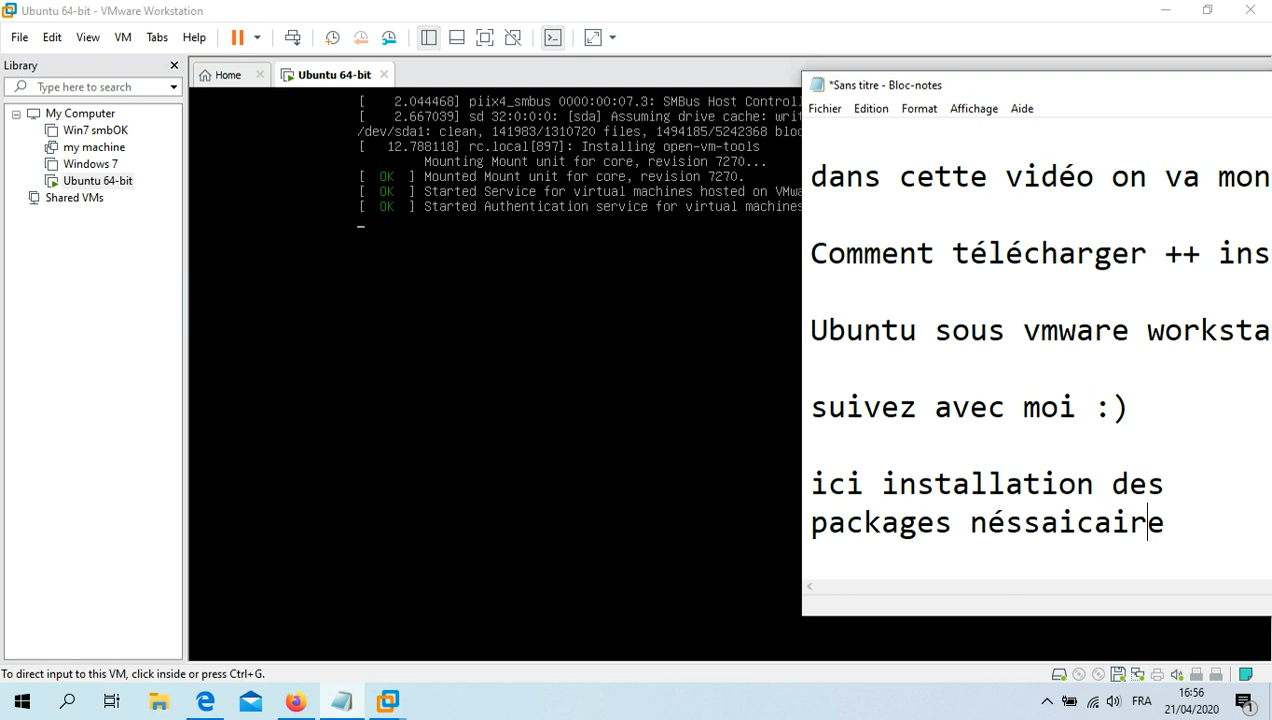 Ubuntu 64-bit - VMware Workstation
File Edit View VM Tabs Help
Library
Type here to search
My Computer
Win7 smbOK
my machine
Windows 7
Ubuntu 64-bit
Shared VMs
Home
Ubuntu 64-bit
[    2.044468] piix4_smbus 0000:00:07.3: SMBus Host Controll
[    2.667039] sd 32:0:0:0: [sda] Assuming drive cache: writ
/dev/sda1: clean, 141983/1310720 files, 1494185/5242368 bloc
[   12.788118] rc.local[897]: Installing open-vm-tools
Mounting Mount unit for core, revision 7270...
[  OK  ] Mounted Mount unit for core, revision 7270.
[  OK  ] Started Service for virtual machines hosted on VMwa
[  OK  ] Started Authentication service for virtual machines
*Sans titre - Bloc-notes
Fichier Edition Format Affichage Aide
dans cette vidéo on va mon
Comment télécharger ++ ins
Ubuntu sous vmware worksta
suivez avec moi :)
ici installation des
packages néssaicaire
To direct input to this VM, click inside or press Ctrl+G.
FRA
16:56
21/04/2020
1